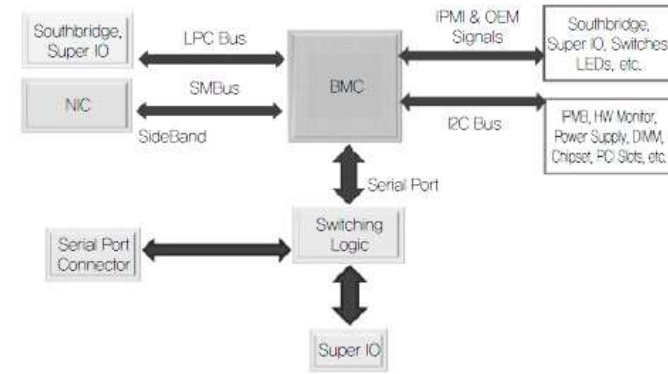 Southbridge,
Super IO
LPC Bus
BMC
IPMI & OEM
Signals
Southbridge,
Super IO, Switches
LEDs, etc.
NIC
SMBus
SideBand
I2C Bus
IPMB, HW Monitor,
Power Supply, DIMM,
Chipset, PCI Slots, etc.
Serial Port
Switching
Logic
Serial Port
Connector
Super IO